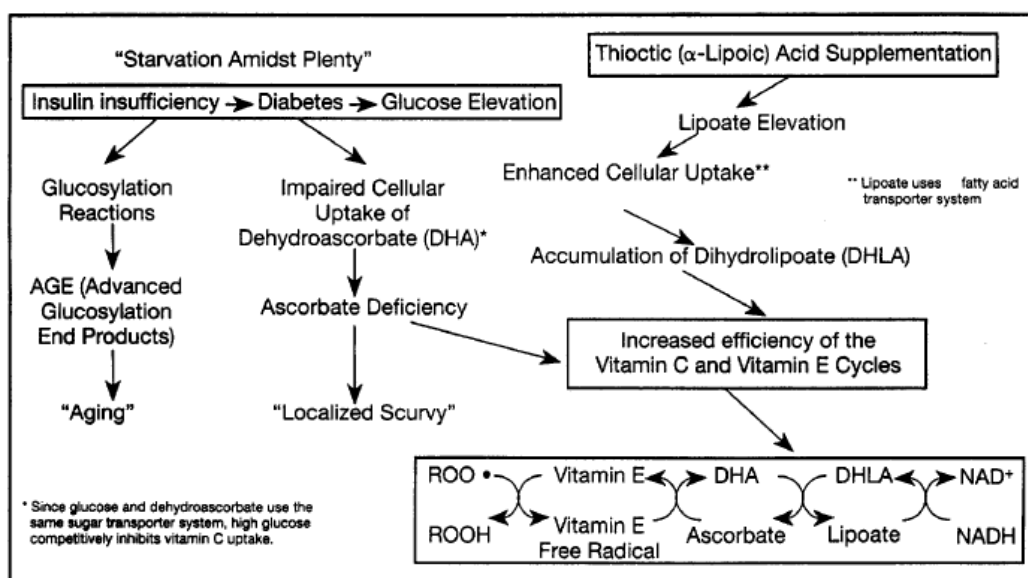 "Starvation Amidst Plenty"
Insulin insufficiency → Diabetes → Glucose Elevation
Glucosylation
Reactions
AGE (Advanced
Glucosylation
End Products)
"Aging"
Impaired Cellular
Uptake of
Dehydroascorbate (DHA)*
Ascorbate Deficiency
"Localized Scurvy"
Thioctic (α-Lipoic) Acid Supplementation
Lipoate Elevation
Enhanced Cellular Uptake**
** Lipoate uses fatty acid
transporter system
Accumulation of Dihydrolipoate (DHLA)
Increased efficiency of the
Vitamin C and Vitamin E Cycles
ROO • Vitamin E DHA DHLA NAD+
ROOH Vitamin E Ascorbate Lipoate NADH
Free Radical
* Since glucose and dehydroascorbate use the
same sugar transporter system, high glucose
competitively inhibits vitamin C uptake.